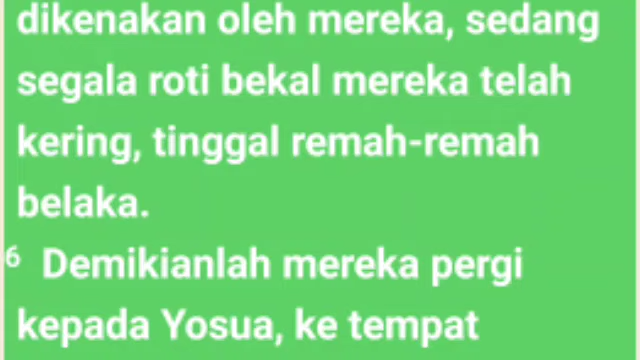 dikenakan oleh mereka, sedang
segala roti bekal mereka telah
kering, tinggal remah-remah
belaka.
6 Demikianlah mereka pergi
kepada Yosua, ke tempat